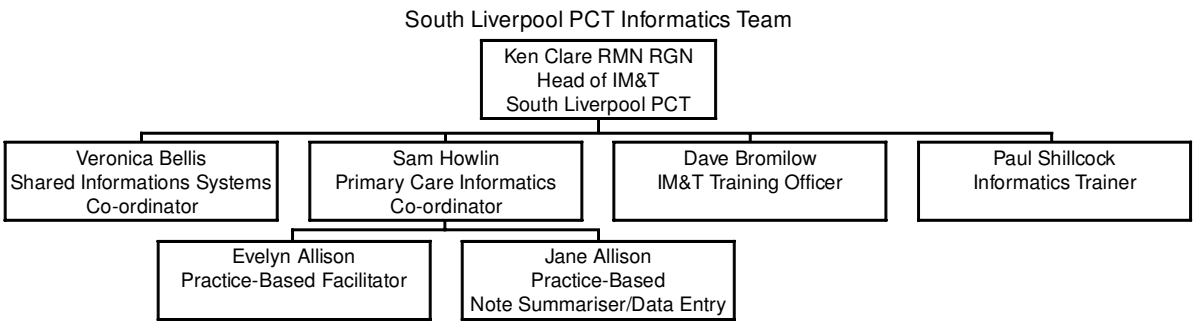 South Liverpool PCT Informatics Team
Ken Clare RMN RGN
Head of IM&T
South Liverpool PCT
Veronica Bellis
Shared Informations Systems
Co-ordinator
Sam Howlin
Primary Care Informatics
Co-ordinator
Dave Bromilow
IM&T Training Officer
Paul Shillcock
Informatics Trainer
Evelyn Allison
Practice-Based Facilitator
Jane Allison
Practice-Based
Note Summariser/Data Entry